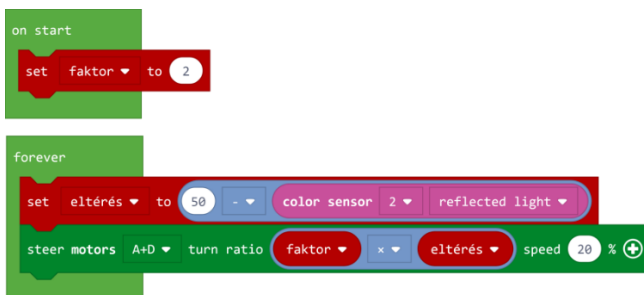 on start
set faktor to 2
forever
set eltérés to 50 - color sensor 2 reflected light
steer motors A+D turn ratio faktor × eltérés speed 20 %